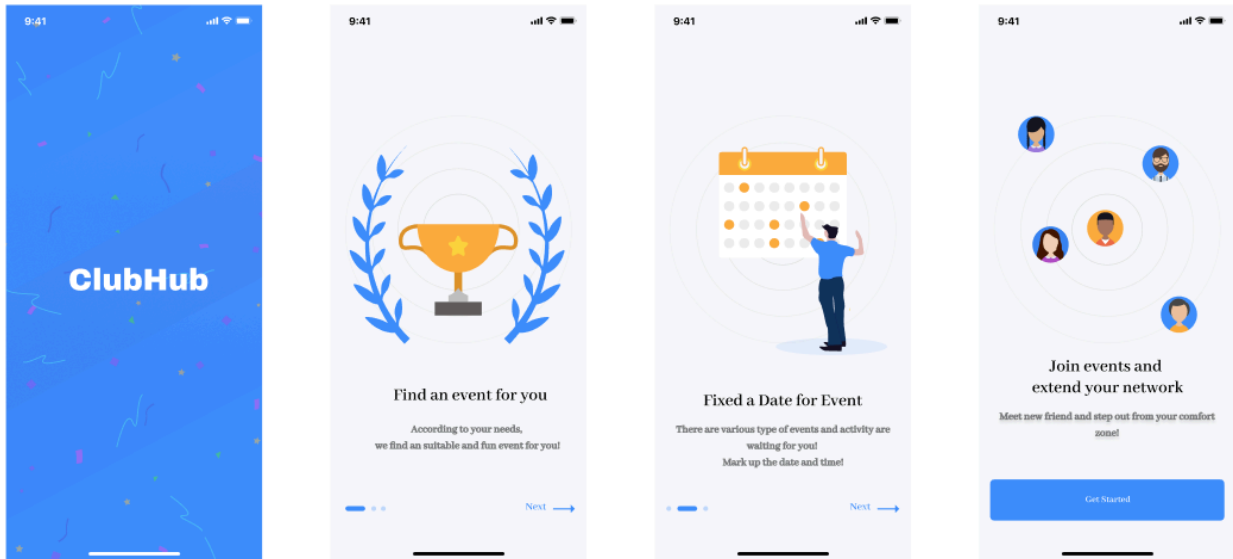 9:41
ClubHub
9:41
Find an event for you
According to your needs,
we find an suitable and fun event for you!
Next
9:41
Fixed a Date for Event
There are various type of events and activity are
waiting for you!
Mark up the date and time!
Next
9:41
Join events and
extend your network
Meet new friend and step out from your comfort
zone!
Get Started